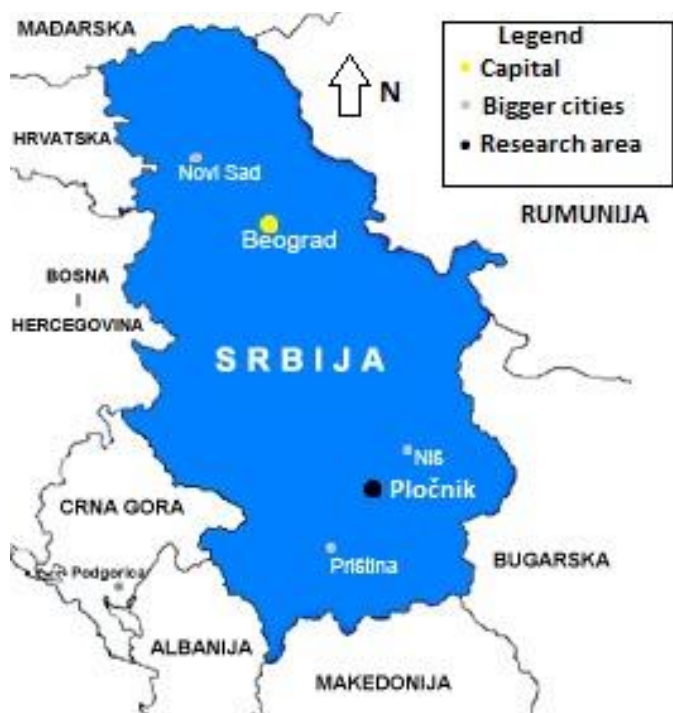 MAĐARSKA
Legend
Capital
Bigger cities
Research area
N
HRVATSKA
Novi Sad
RUMUNIJA
Beograd
BOSNA
I
HERCEGOVINA
SRBIJA
Niš
Pločnik
CRNA GORA
Priština
BUGARSKA
Podgorica
ALBANIJA
MAKEDONIJA